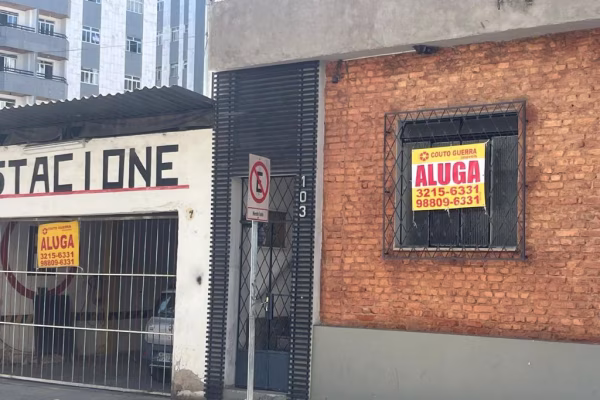 STACIONE
ALUGA
3215-6331
98809-6331
E
103
COUTO GUERRA
ALUGA
3215-6331
98809-6331